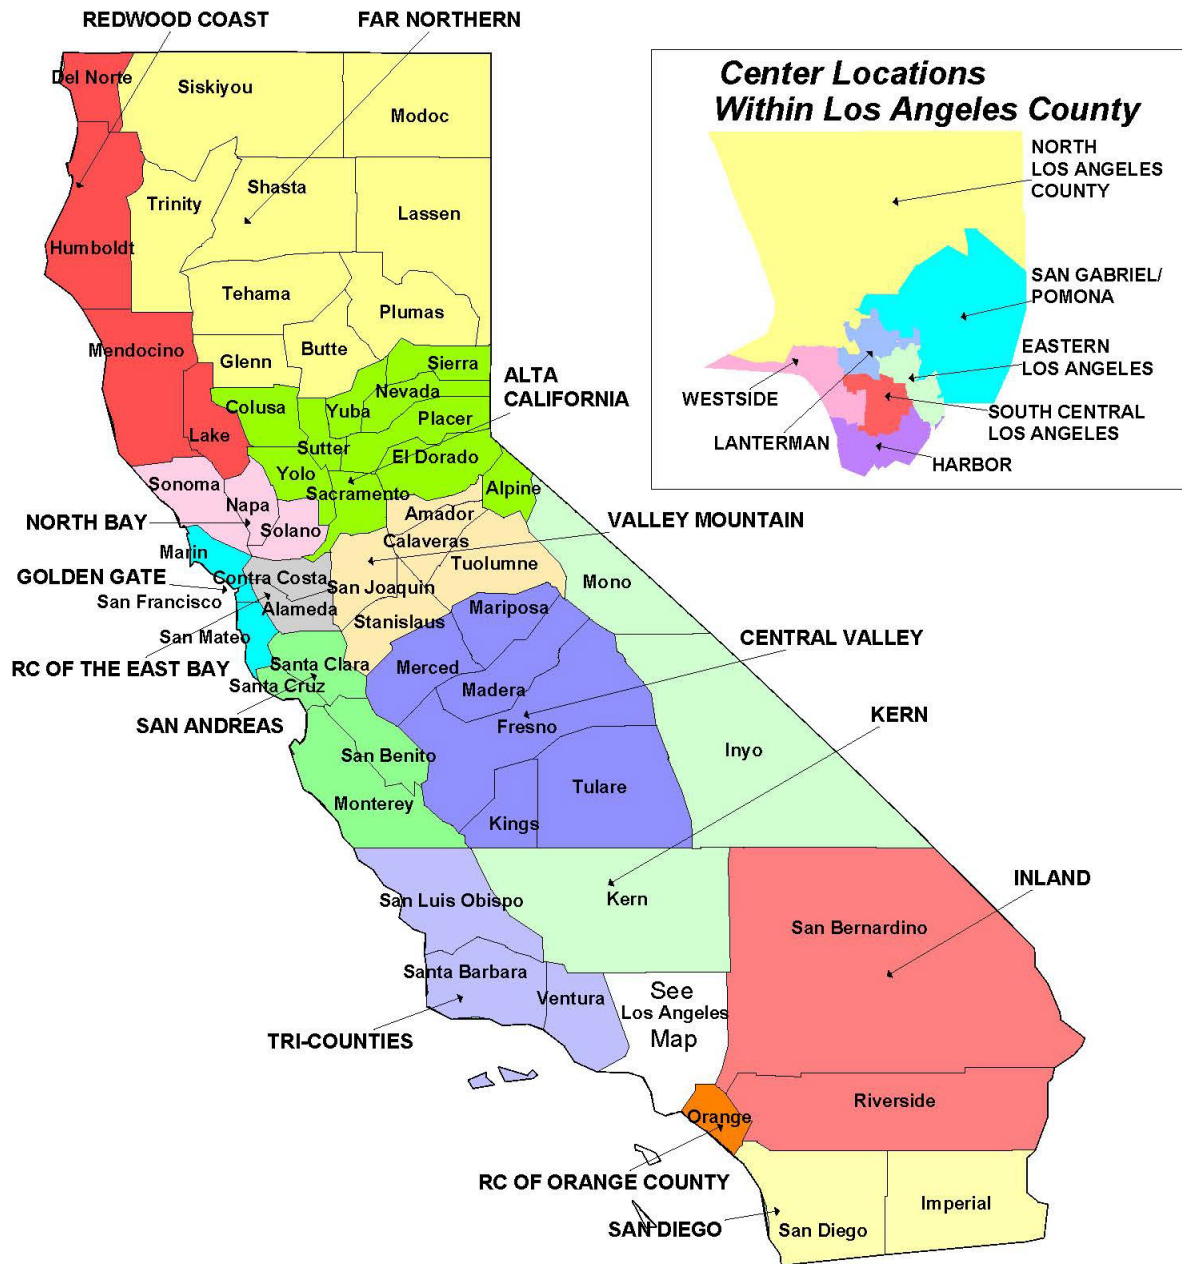 REDWOOD COAST
FAR NORTHERN
Del Norte
Siskiyou
Modoc
Trinity
Shasta
Lassen
Humboldt
Tehama
Plumas
Mendocino
Glenn
Butte
Sierra
Nevada
Colusa
Yuba
Placer
Lake
Sutter
El Dorado
Yolo
Sacramento
Alpine
ALTA
CALIFORNIA
Sonoma
Napa
Solano
Amador
Calaveras
Tuolumne
NORTH BAY
VALLEY MOUNTAIN
Marin
Contra Costa
San Joaquin
Mono
GOLDEN GATE
San Francisco
Alameda
Stanislaus
Mariposa
San Mateo
CENTRAL VALLEY
RC OF THE EAST BAY
Santa Clara
Merced
Santa Cruz
Madera
SAN ANDREAS
Fresno
KERN
San Benito
Inyo
Monterey
Tulare
Kings
INLAND
San Luis Obispo
Kern
San Bernardino
Santa Barbara
Ventura
See
Los Angeles
Map
TRI-COUNTIES
Riverside
Orange
RC OF ORANGE COUNTY
SAN DIEGO
San Diego
Imperial
Center Locations
Within Los Angeles County
NORTH
LOS ANGELES
COUNTY
SAN GABRIEL/
POMONA
EASTERN
LOS ANGELES
WESTSIDE
SOUTH CENTRAL
LOS ANGELES
LANTERMAN
HARBOR